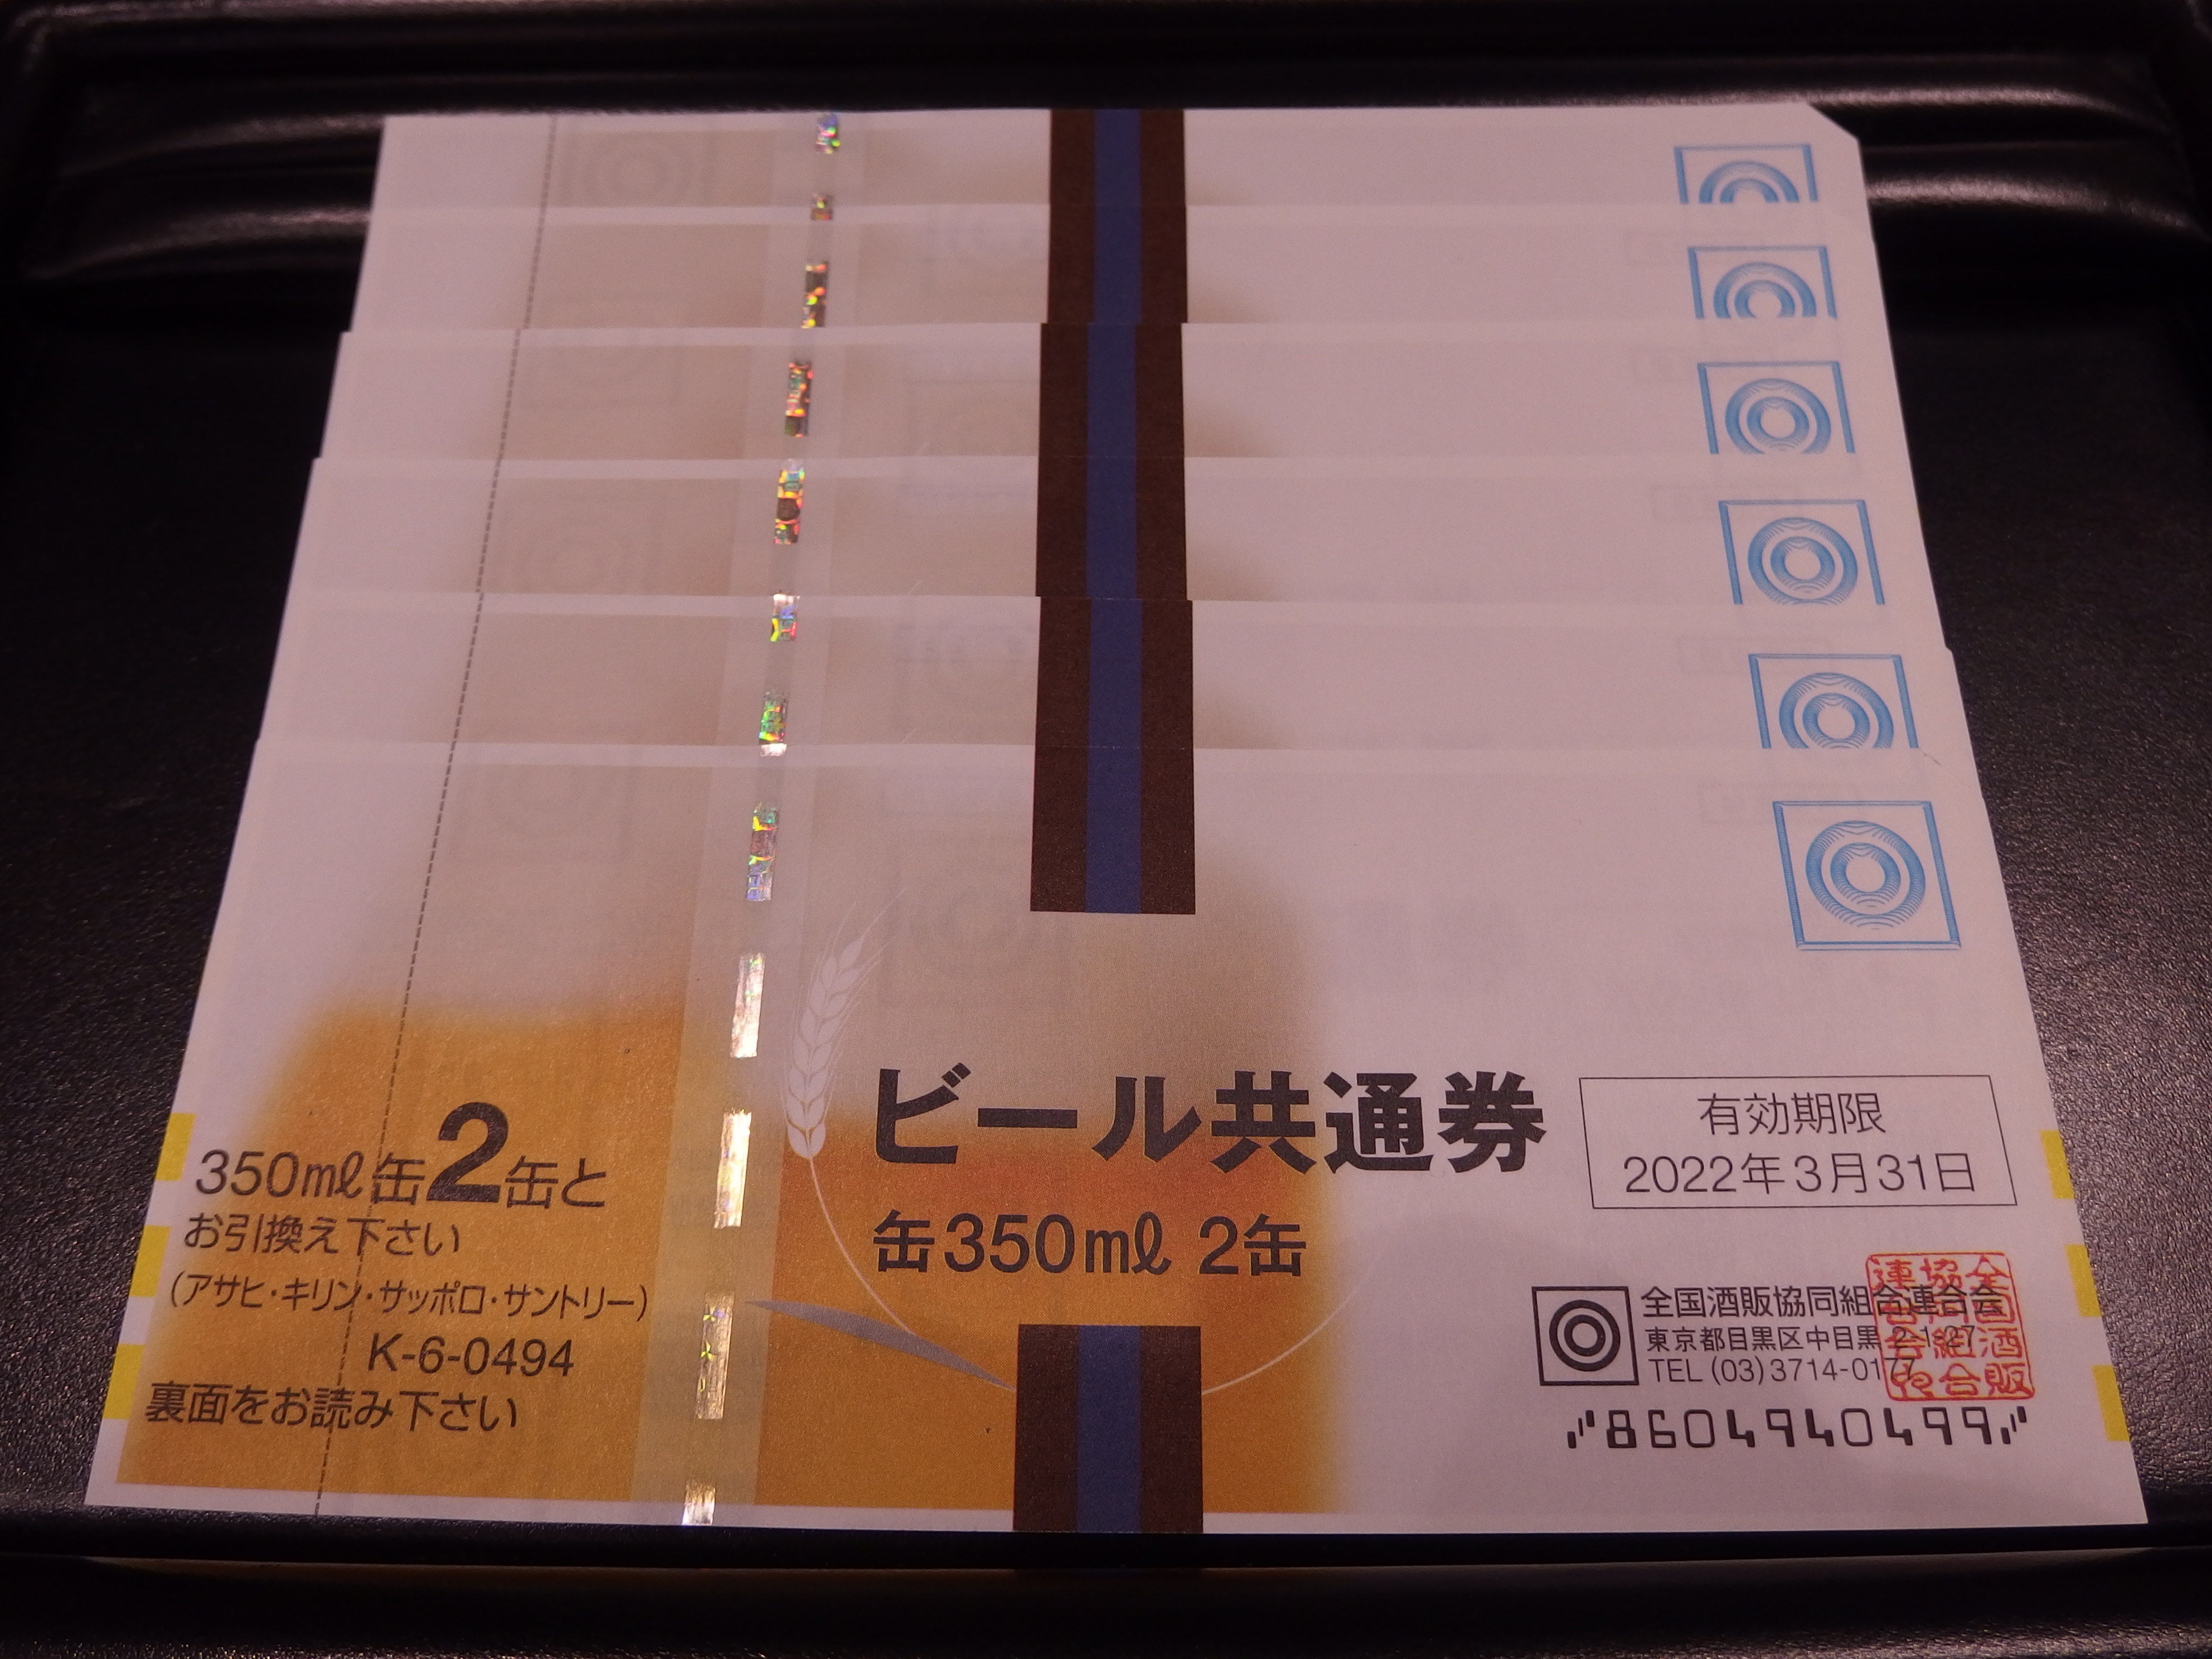 350ml缶2缶と
お引換え下さい
(アサヒ・キリン・サッポロ・サントリー)
K-6-0494
裏面をお読み下さい
ビール共通券
缶350ml 2缶
有効期限
2022年3月31日
全国酒販協同組合連合会
東京都目黒区中目黒2-1-27
TEL (03)3714-0177
8604940499